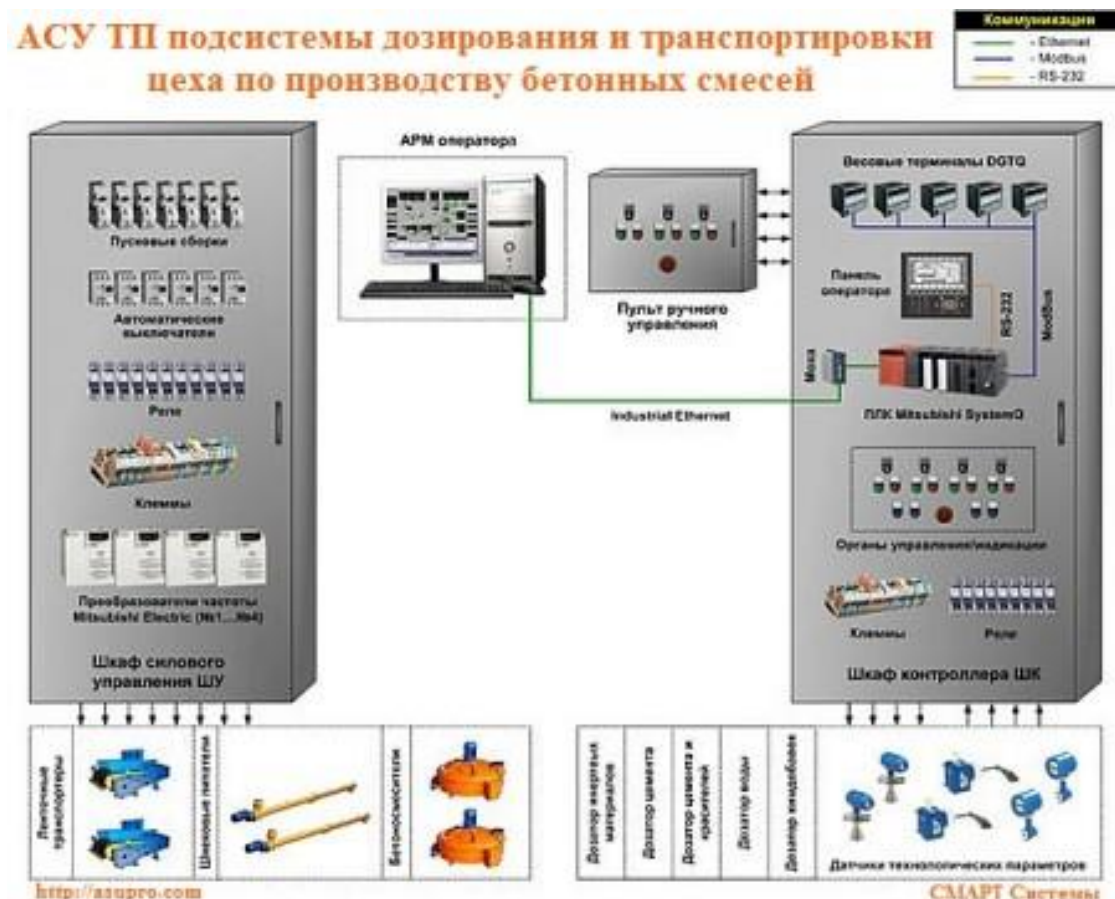 АСУ ТП подсистемы дозирования и транспортировки
цеха по производству бетонных смесей
Коммуникации
- Ethernet
- Modbus
- RS-232
АРМ оператора
Весовые терминалы DGTQ
Пусковые сборки
Панель
оператора
Автоматические
выключатели
Пульт ручного
управления
RS-232
ModBus
Моха
Реле
Industrial Ethernet
ПЛК Mitsubishi SystemQ
Клеммы
Органы управления/индикации
Преобразователи частоты
Mitsubishi Electric (№1...№4)
Клеммы
Реле
Шкаф силового
управления ШУ
Шкаф контроллера ШК
Ленточные
транспортеры
Шнековые питатели
Бетоносмесители
Дозатор инертных
материалов
Дозатор цемента
Дозатор цемента и
красителей
Дозатор воды
Дозатор химдобавок
Датчики технологических параметров
http://asupro.com
СМАРТ Системы